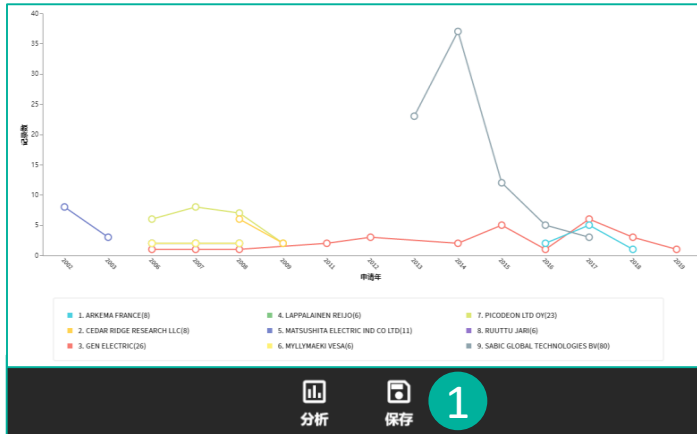 40
35
30
25
20
15
10
5
0
记录数
2002
2003
2006
2007
2008
2009
2011
2012
2013
2014
2015
2016
2017
2018
2019
申请年
1. ARKEMA FRANCE(8)
4. LAPPALAINEN REIJO(6)
7. PICODEON LTD OY(23)
2. CEDAR RIDGE RESEARCH LLC(8)
5. MATSUSHITA ELECTRIC IND CO LTD(11)
8. RUUTTU JARI(6)
3. GEN ELECTRIC(26)
6. MYLLYMAEKI VESA(6)
9. SABIC GLOBAL TECHNOLOGIES BV(80)
分析
保存
1